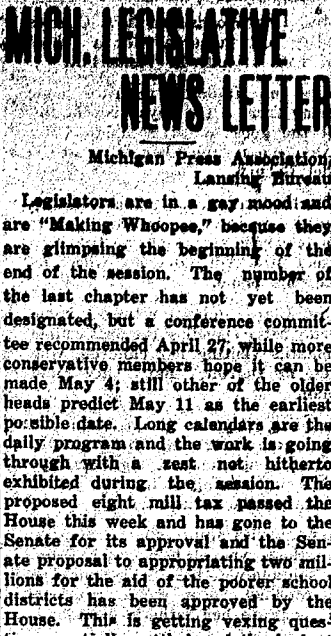 MICH. LEGISLATIVE
NEWS LETTER
Michigan Press Association,
Lansing Bureau
Legislators are in a gay mood and
are "Making Whoopee," because they
are glimpsing the beginning of the
end of the session. The number of
the last chapter has not yet been
designated, but a conference commit-
tee recommended April 27, while more
conservative members hope it can be
made May 4; still other of the older
heads predict May 11 as the earliest
possible date. Long calendars are the
daily program and the work is going
through with a zest not hitherto
exhibited during the session. The
proposed eight mill tax passed the
House this week and has gone to the
Senate for its approval and the Sen-
ate proposal to appropriating two mil-
lions for the aid of the poorer school
districts has been approved by the
House. This is getting vexing ques-